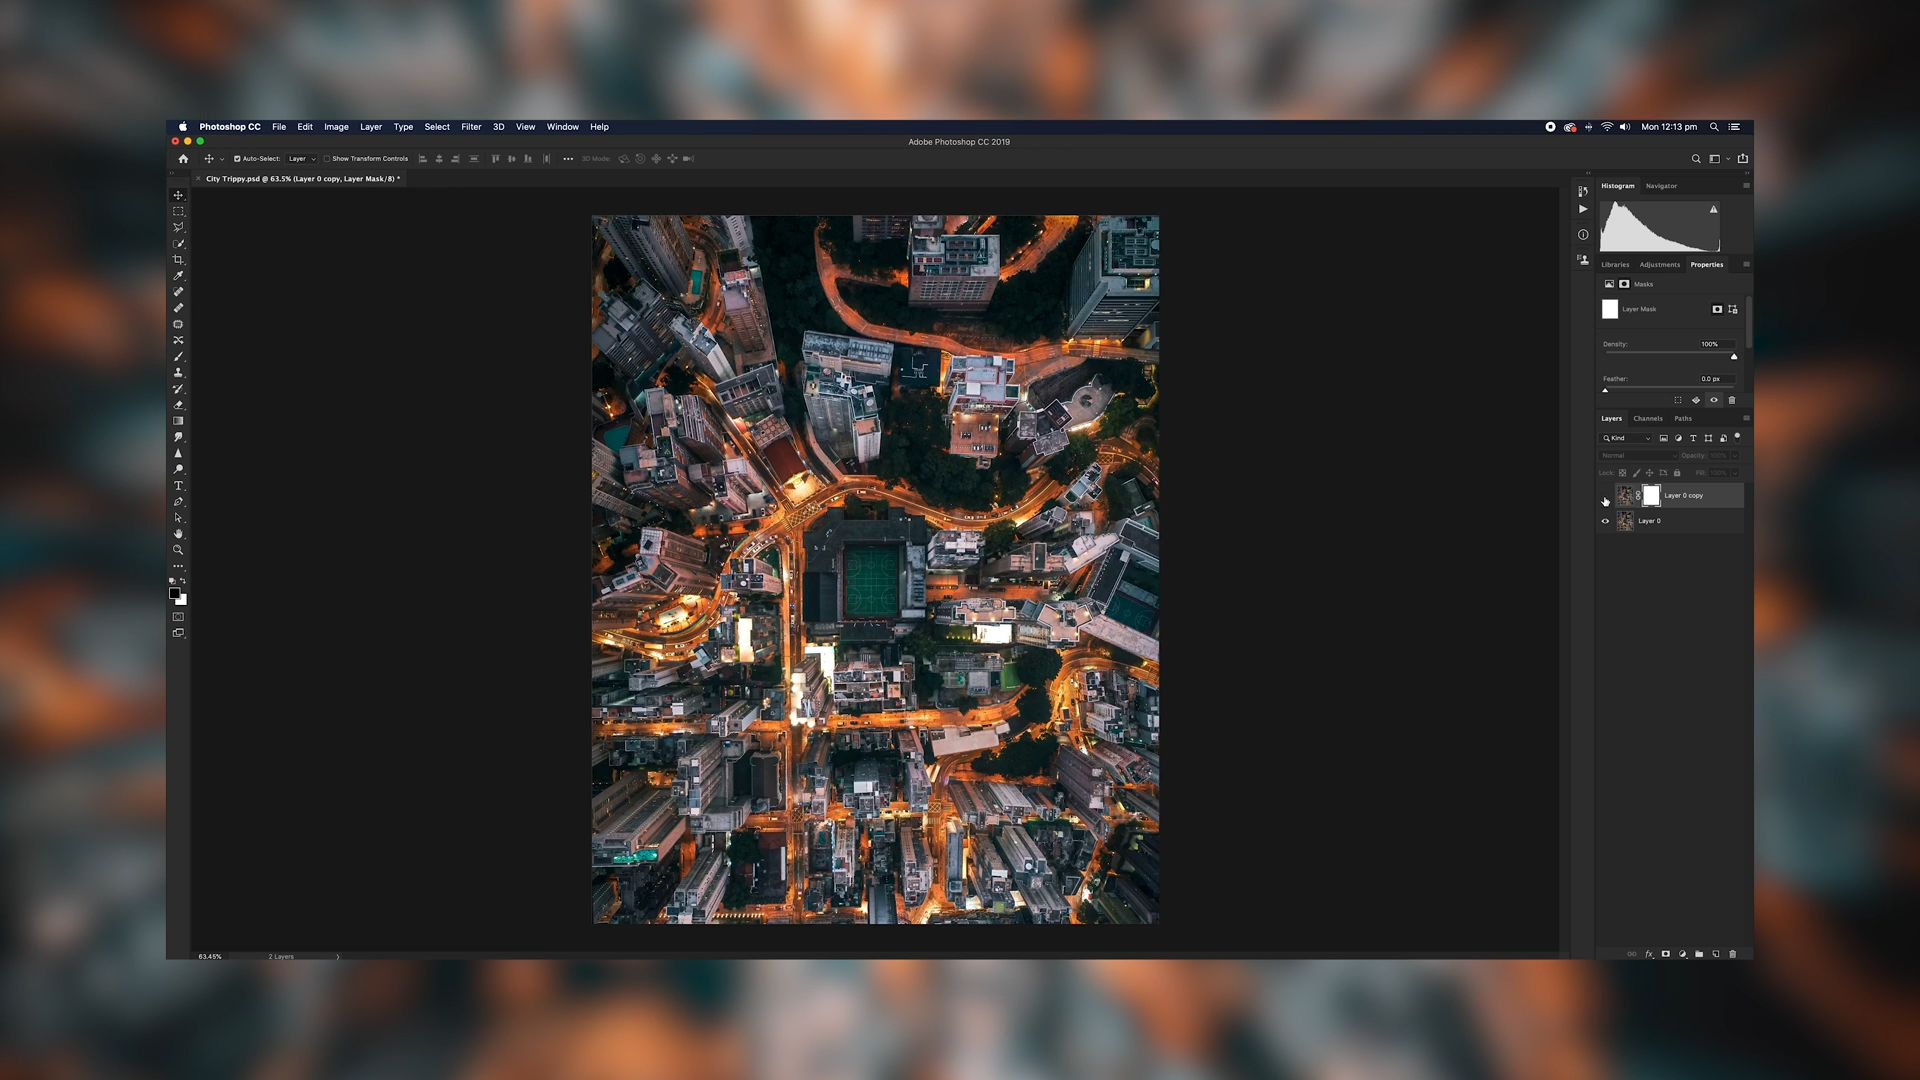 Photoshop CC File Edit Image Layer Type Select Filter 3D View Window Help Mon 12:13 pm
Adobe Photoshop CC 2019
Auto-Select: Layer Show Transform Controls 3D Mode:
City Trippy.psd @ 63.5% (Layer 0 copy, Layer Mask/8) *
Histogram Navigator
Libraries Adjustments Properties
Masks
Layer Mask
Density: 100%
Feather: 0.0 px
Layers Channels Paths
Kind
Normal Opacity: 100%
Lock: Fill: 100%
Layer 0 copy
Layer 0
63.45% 2 Layers